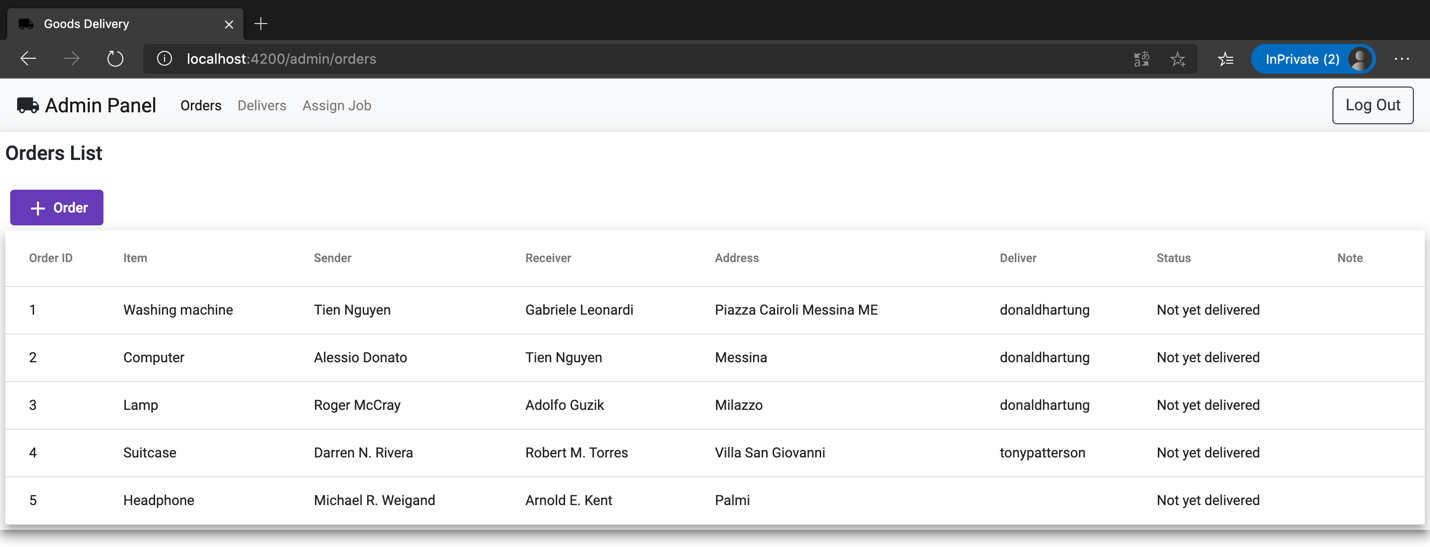 Goods Delivery
localhost:4200/admin/orders
InPrivate (2)
Admin Panel Orders Delivers Assign Job Log Out
Orders List
+ Order
Order ID Item Sender Receiver Address Deliver Status Note
1 Washing machine Tien Nguyen Gabriele Leonardi Piazza Cairoli Messina ME donaldhartung Not yet delivered
2 Computer Alessio Donato Tien Nguyen Messina donaldhartung Not yet delivered
3 Lamp Roger McCray Adolfo Guzik Milazzo donaldhartung Not yet delivered
4 Suitcase Darren N. Rivera Robert M. Torres Villa San Giovanni tonypatterson Not yet delivered
5 Headphone Michael R. Weigand Arnold E. Kent Palmi Not yet delivered